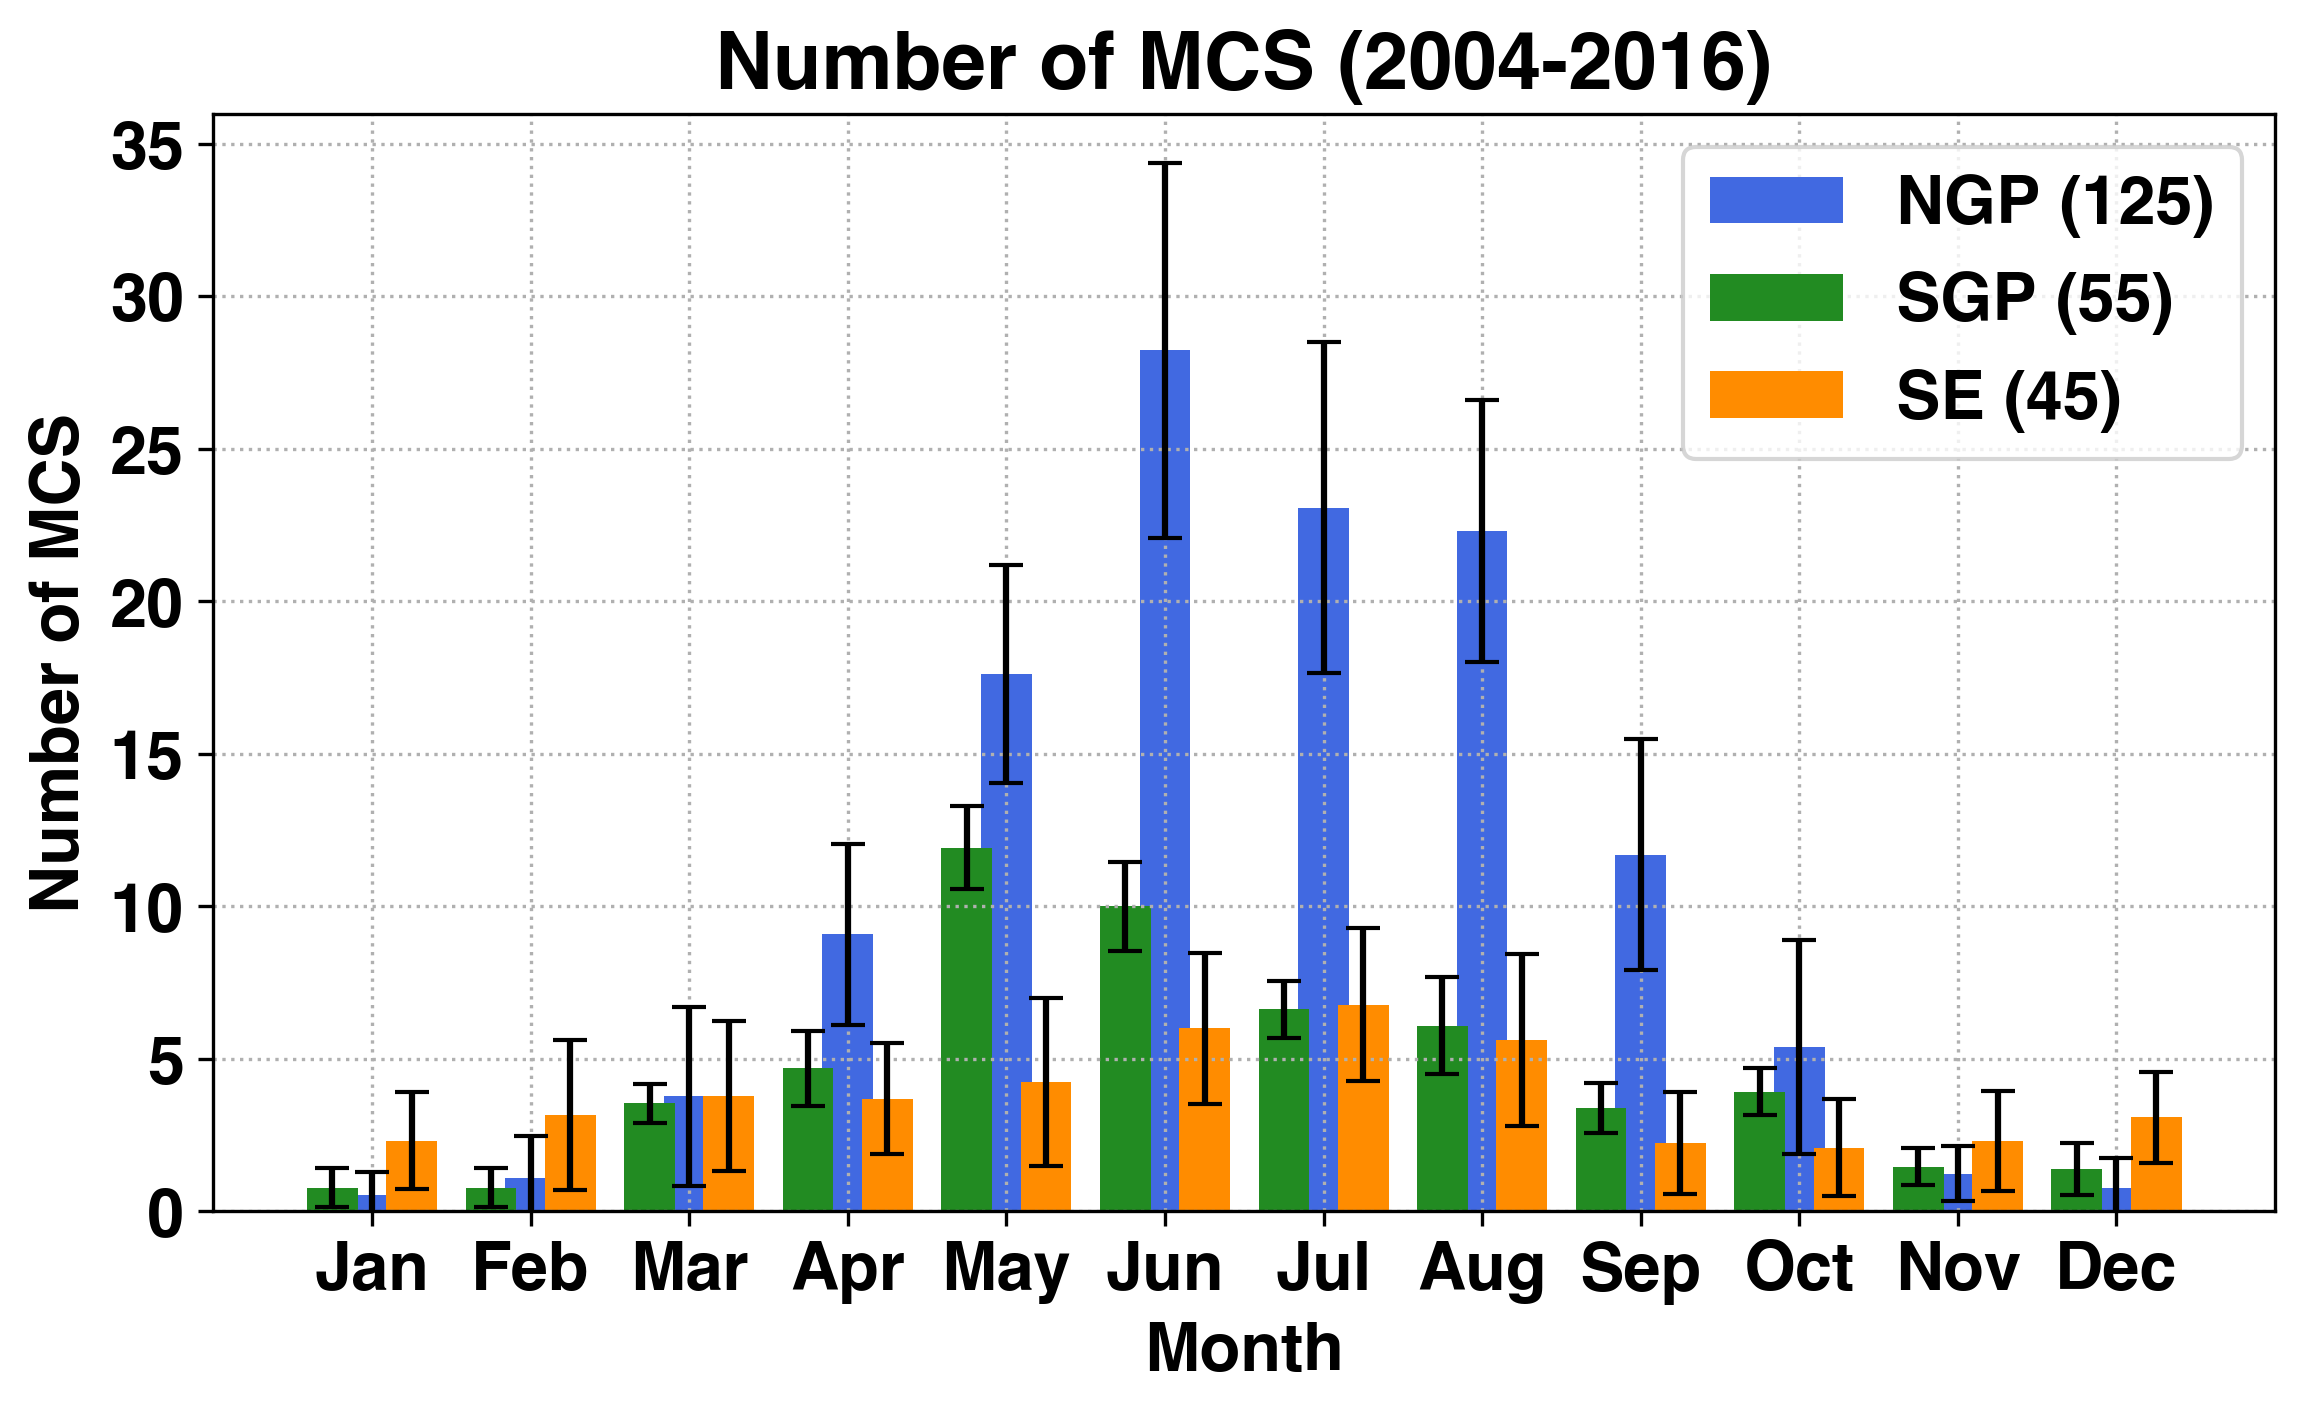 Number of MCS (2004-2016)
Number of MCS
35
30
25
20
15
10
5
0
NGP (125)
SGP (55)
SE (45)
Jan Feb Mar Apr May Jun Jul Aug Sep Oct Nov Dec
Month